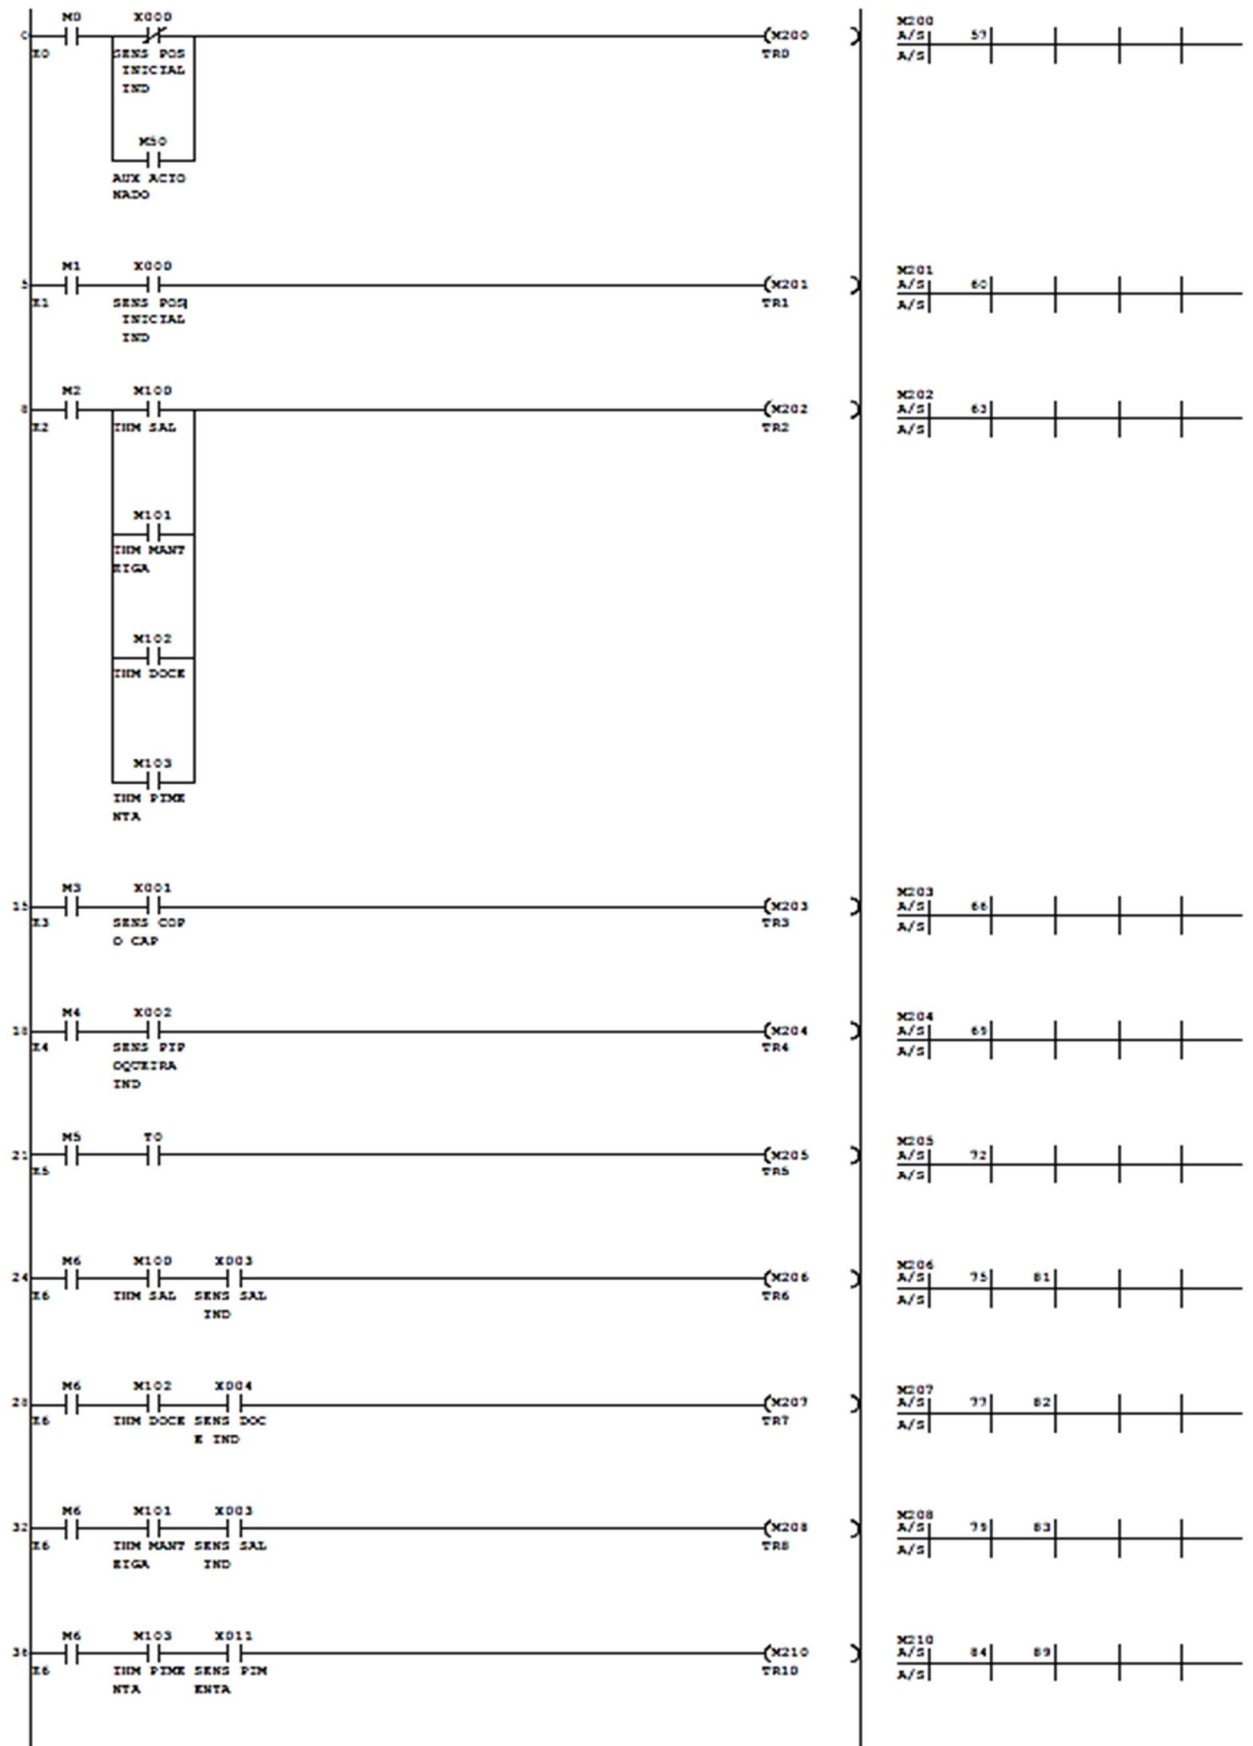 M0 X000
0 (M200
E0 SENS POS TR0
INICIAL
IND
M50
AUX ACIO
NADO
M200
A/S 57
A/S
M1 X000
5 (M201
E1 SENS POS TR1
INICIAL
IND
M201
A/S 60
A/S
M2 M100
8 (M202
E2 IHM SAL TR2
M101
IHM MANT
EIGA
M102
IHM DOCE
M103
IHM PIME
NTA
M202
A/S 63
A/S
M3 X001
15 (M203
E3 SENS COP TR3
O CAP
M203
A/S 66
A/S
M4 X002
18 (M204
E4 SENS PIP TR4
OQUEIRA
IND
M204
A/S 69
A/S
M5 T0
21 (M205
E5 TR5
M205
A/S 72
A/S
M6 M100 X003
24 (M206
E6 IHM SAL SENS SAL TR6
IND
M206
A/S 75 81
A/S
M6 M102 X004
28 (M207
E6 IHM DOCE SENS DOC TR7
E IND
M207
A/S 77 82
A/S
M6 M101 X003
32 (M208
E6 IHM MANT SENS SAL TR8
EIGA IND
M208
A/S 79 83
A/S
M6 M103 X011
36 (M210
E6 IHM PIME SENS PIM TR10
NTA ENTA
M210
A/S 84 89
A/S